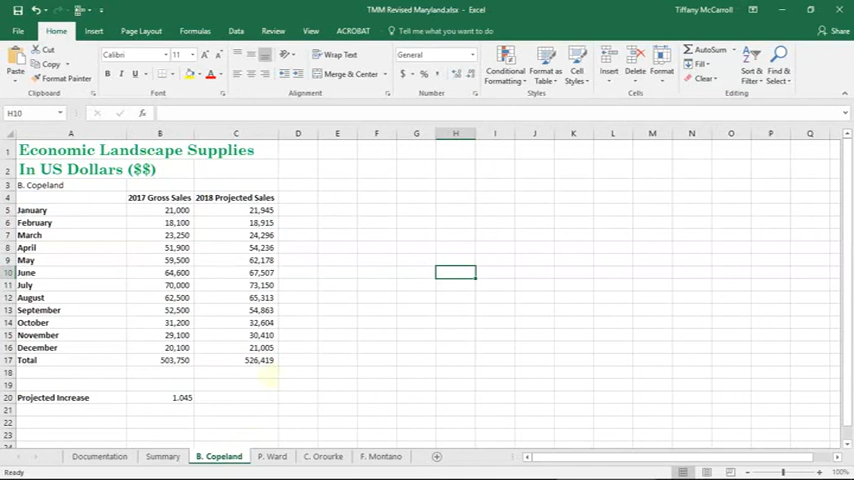 TMM Revised Maryland.xlsx - Excel
Tiffany McCarroll
File Home Insert Page Layout Formulas Data Review View ACROBAT Tell me what you want to do Share
Paste
Cut
Copy
Format Painter
Clipboard
Calibri 11
B I U
Font
Wrap Text
Merge & Center
Alignment
General
$ % ,
Number
Conditional Formatting
Format as Table
Cell Styles
Styles
Insert
Delete
Format
Cells
AutoSum
Fill
Clear
Sort & Filter
Find & Select
Editing
H10
fx
A B C D E F G H I J K L M N O P Q
1 Economic Landscape Supplies
2 In US Dollars ($$)
3 B. Copeland
4 2017 Gross Sales 2018 Projected Sales
5 January 21,000 21,945
6 February 18,100 18,915
7 March 23,250 24,296
8 April 51,900 54,236
9 May 59,500 62,178
10 June 64,600 67,507
11 July 70,000 73,150
12 August 62,500 65,313
13 September 52,500 54,863
14 October 31,200 32,604
15 November 29,100 30,410
16 December 20,100 21,005
17 Total 503,750 526,419
18
19
20 Projected Increase 1.045
21
22
23
24
Documentation Summary B. Copeland P. Ward C. Orourke F. Montano
Ready
100%